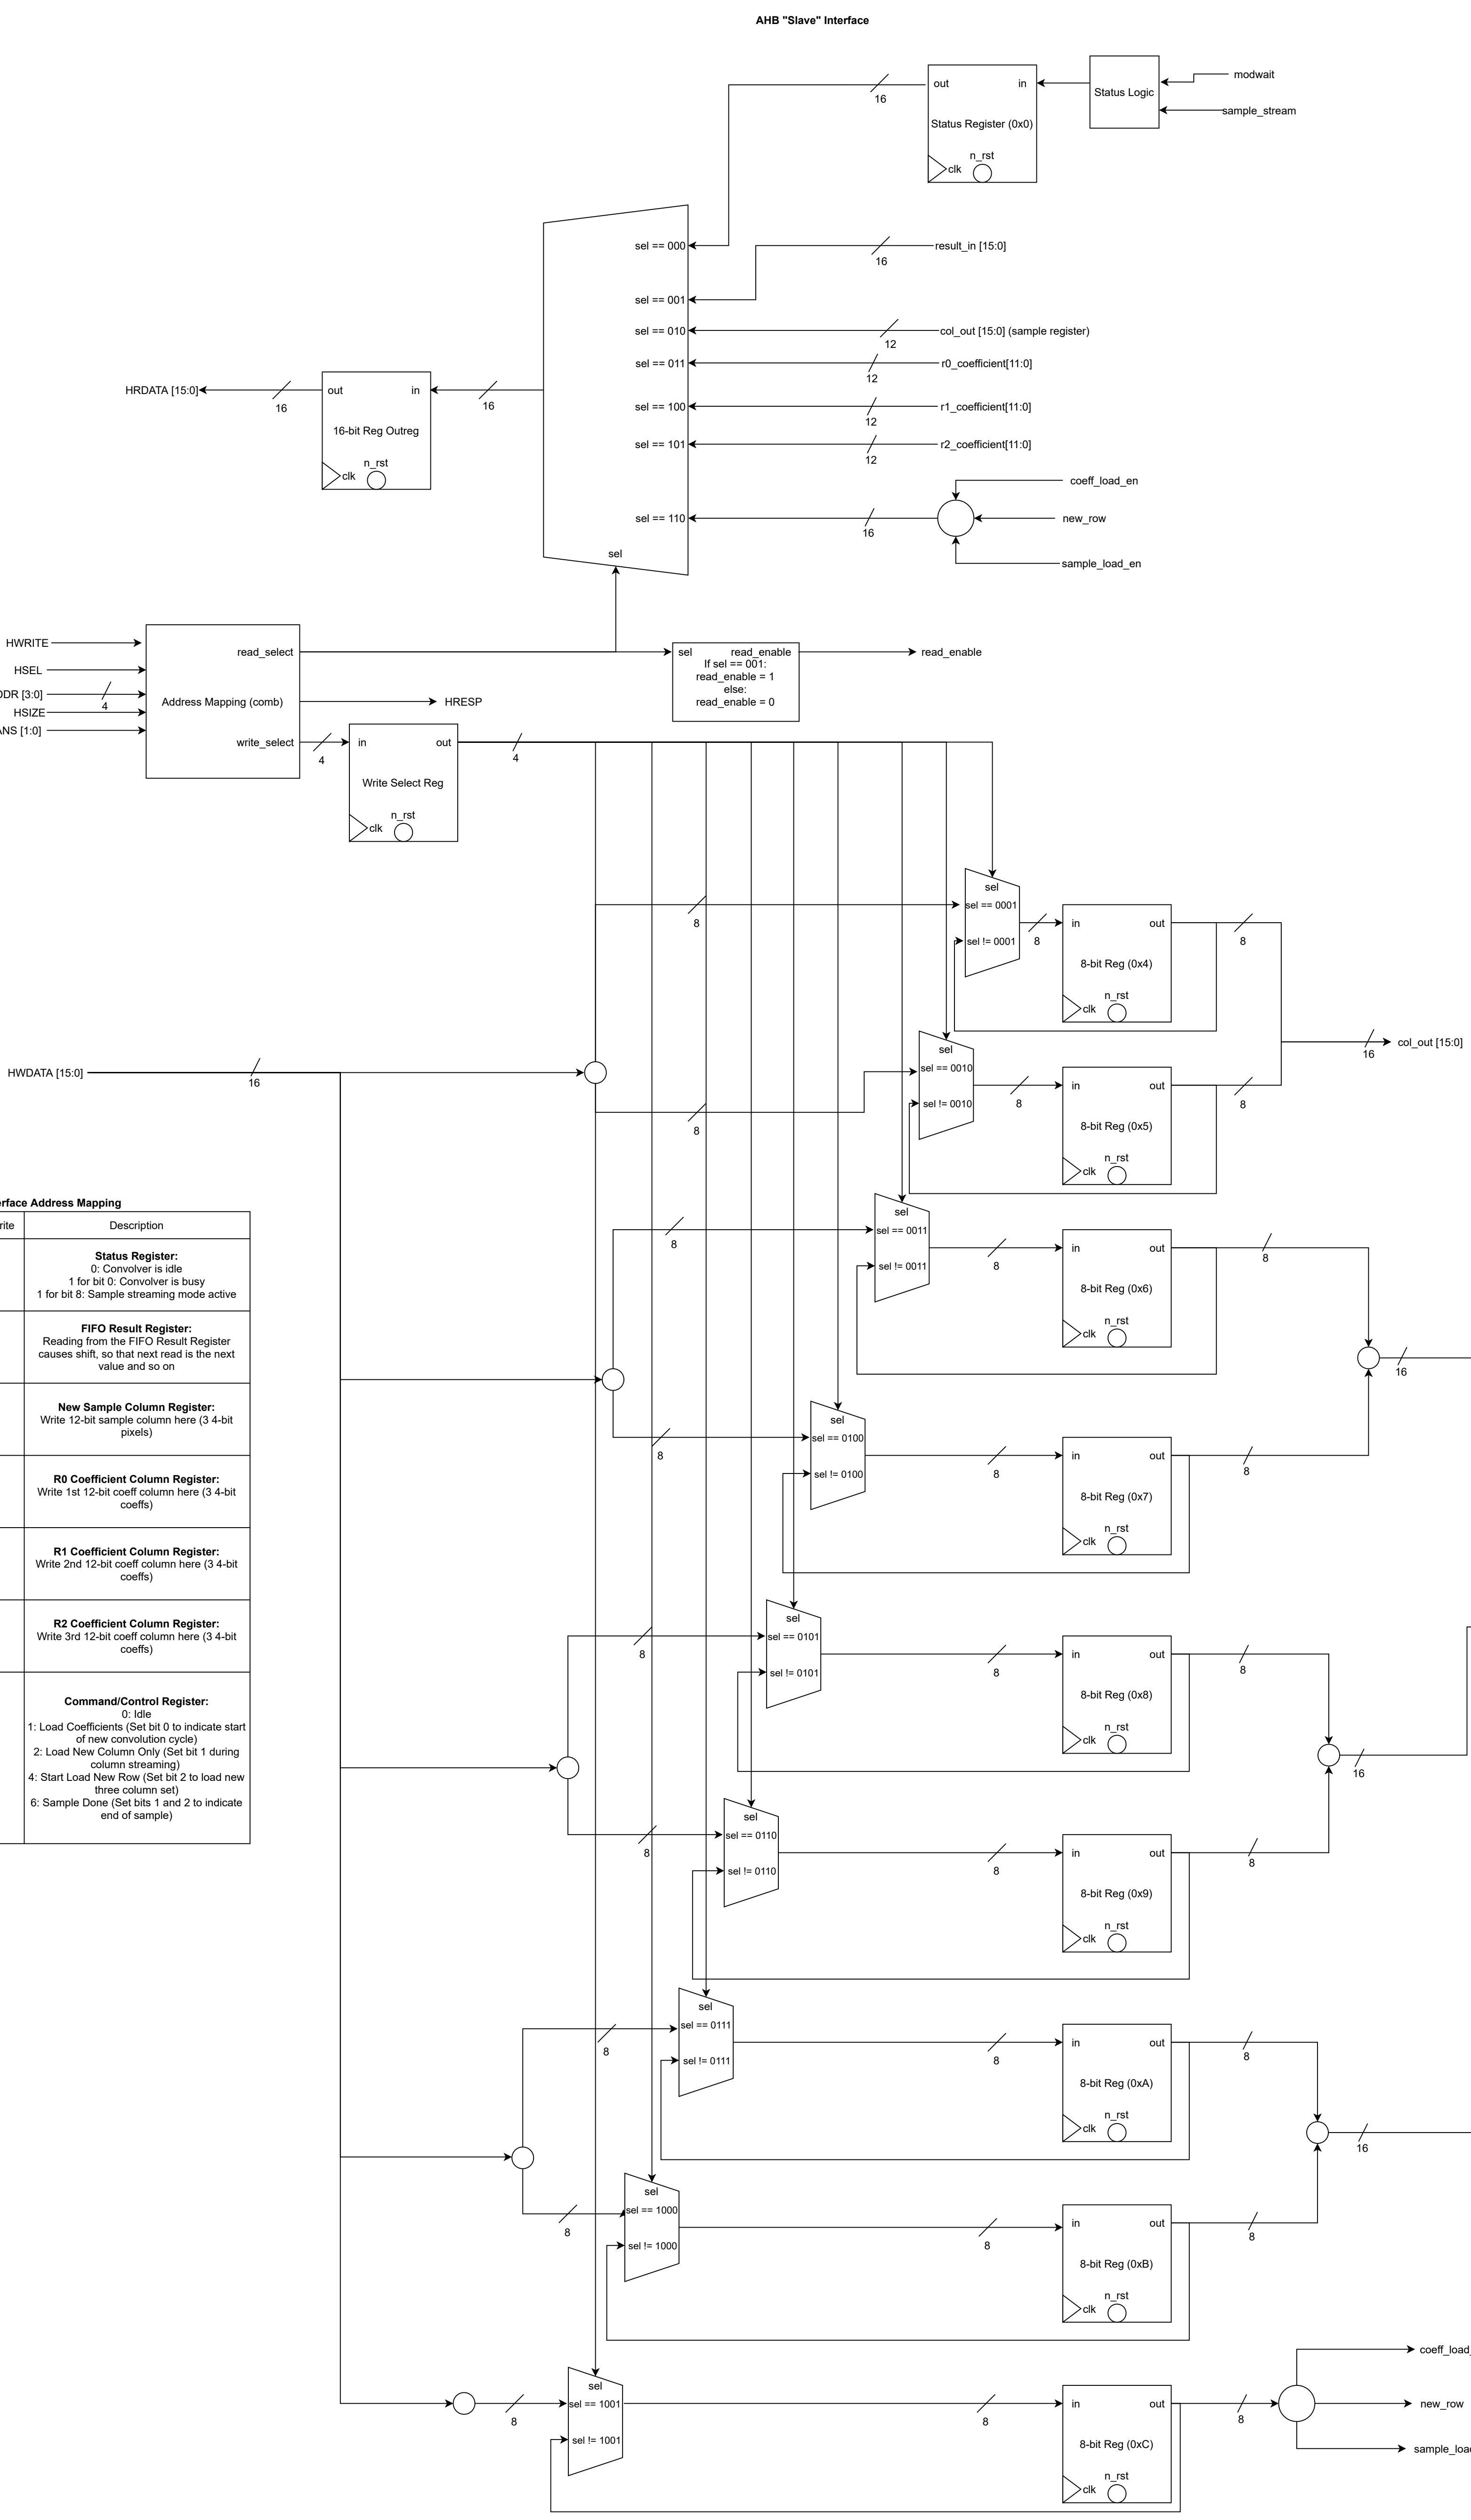 AHB "Slave" Interface
out
in
Status Register (0x0)
n_rst
clk
Status Logic
modwait
sample_stream
16
sel == 000
result_in [15:0]
16
sel == 001
sel == 010
col_out [15:0] (sample register)
12
sel == 011
r0_coefficient[11:0]
12
sel == 100
r1_coefficient[11:0]
12
sel == 101
r2_coefficient[11:0]
12
coeff_load_en
sel == 110
16
new_row
sample_load_en
sel
HRDATA [15:0]
16
out
in
16-bit Reg Outreg
n_rst
clk
16
HWRITE
HSEL
DDR [3:0]
4
HSIZE
ANS [1:0]
read_select
Address Mapping (comb)
write_select
HRESP
sel
read_enable
If sel == 001:
read_enable = 1
else:
read_enable = 0
read_enable
4
in
out
Write Select Reg
n_rst
clk
4
sel
sel == 0001
sel != 0001
8
8
in
out
8-bit Reg (0x4)
n_rst
clk
8
HWDATA [15:0]
16
sel
sel == 0010
sel != 0010
8
8
in
out
8-bit Reg (0x5)
n_rst
clk
8
16
col_out [15:0]
erface Address Mapping
rite
Description
Status Register:
0: Convolver is idle
1 for bit 0: Convolver is busy
1 for bit 8: Sample streaming mode active
FIFO Result Register:
Reading from the FIFO Result Register
causes shift, so that next read is the next
value and so on
New Sample Column Register:
Write 12-bit sample column here (3 4-bit
pixels)
R0 Coefficient Column Register:
Write 1st 12-bit coeff column here (3 4-bit
coeffs)
R1 Coefficient Column Register:
Write 2nd 12-bit coeff column here (3 4-bit
coeffs)
R2 Coefficient Column Register:
Write 3rd 12-bit coeff column here (3 4-bit
coeffs)
Command/Control Register:
0: Idle
1: Load Coefficients (Set bit 0 to indicate start
of new convolution cycle)
2: Load New Column Only (Set bit 1 during
column streaming)
4: Start Load New Row (Set bit 2 to load new
three column set)
6: Sample Done (Set bits 1 and 2 to indicate
end of sample)
8
sel
sel == 0011
sel != 0011
8
in
out
8-bit Reg (0x6)
n_rst
clk
8
16
8
sel
sel == 0100
sel != 0100
8
in
out
8-bit Reg (0x7)
n_rst
clk
8
8
sel
sel == 0101
sel != 0101
8
in
out
8-bit Reg (0x8)
n_rst
clk
8
16
8
sel
sel == 0110
sel != 0110
8
in
out
8-bit Reg (0x9)
n_rst
clk
8
8
sel
sel == 0111
sel != 0111
8
in
out
8-bit Reg (0xA)
n_rst
clk
8
16
8
sel
sel == 1000
sel != 1000
8
in
out
8-bit Reg (0xB)
n_rst
clk
8
8
sel
sel == 1001
sel != 1001
8
in
out
8-bit Reg (0xC)
n_rst
clk
8
coeff_load_
new_row
sample_loa